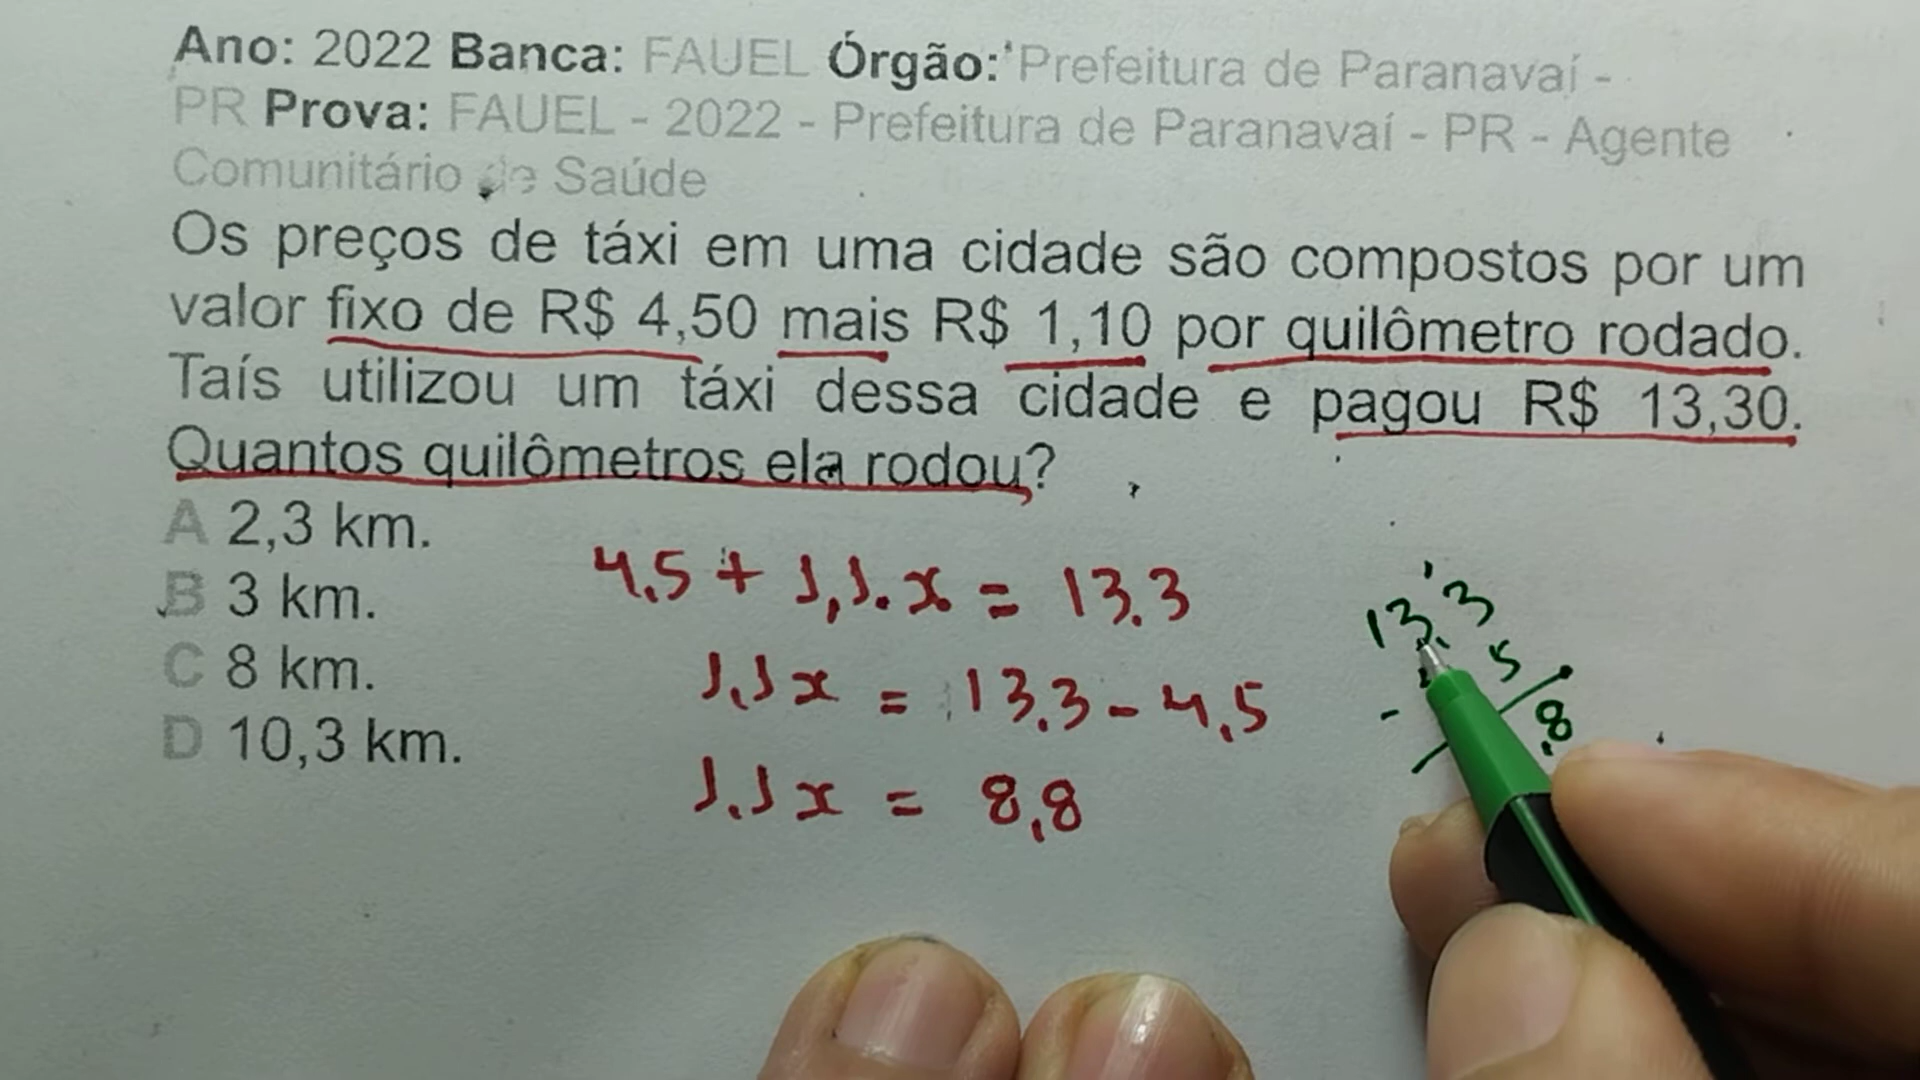 Ano: 2022 Banca: FAUEL Órgão: Prefeitura de Paranavaí -
PR Prova: FAUEL - 2022 - Prefeitura de Paranavaí - PR - Agente
Comunitário de Saúde
Os preços de táxi em uma cidade são compostos por um
valor fixo de R$ 4,50 mais R$ 1,10 por quilômetro rodado.
Taís utilizou um táxi dessa cidade e pagou R$ 13,30.
Quantos quilômetros ela rodou?
A 2,3 km.
B 3 km.
C 8 km.
D 10,3 km.
4,5 + 1,1 . x = 13,3
1,1x = 13,3 - 4,5
1,1x = 8,8
1
13,3
- 5
,8